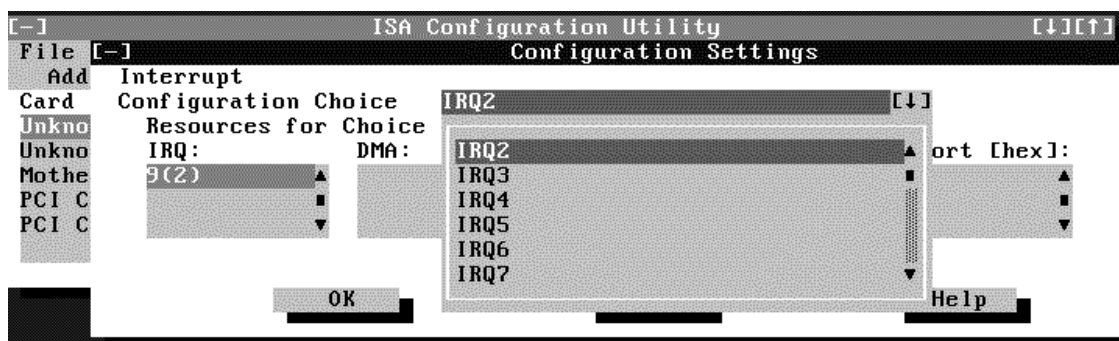 [-] ISA Configuration Utility [↓][↑]
File [-] Configuration Settings
Add Interrupt
Card Configuration Choice IRQ2 [↓]
Unkno Resources for Choice
Unkno IRQ: DMA: IRQ2 ▲ ort [hex]:
Mothe 9(2) ▲ IRQ3 ■ ▲
PCI C ■ IRQ4 ■
PCI C ▼ IRQ5 ▼
IRQ6
IRQ7 ▼
OK Help